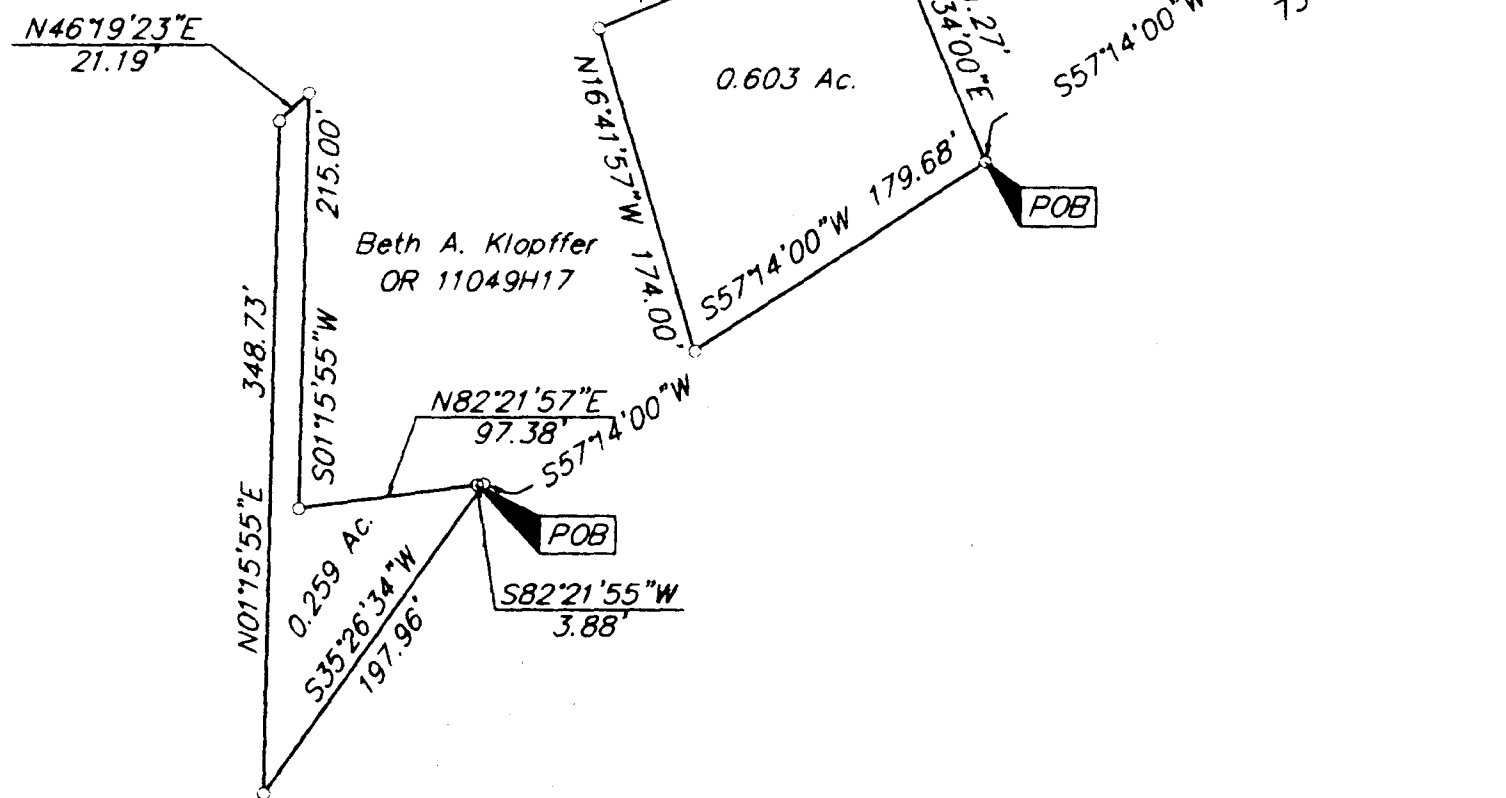 N46°19'23"E
21.19'
215.00'
S01°15'55"W
348.73'
N01°15'55"E
Beth A. Klopffer
OR 11049H17
N82°21'57"E
97.38'
S57°14'00"W
POB
S82°21'55"W
3.88'
0.259 Ac.
S35°26'34"W
197.96'
N16°41'57"W 174.00'
0.603 Ac.
S57°14'00"W 179.68'
.27'
34'00"E
S57°14'00"W
POB